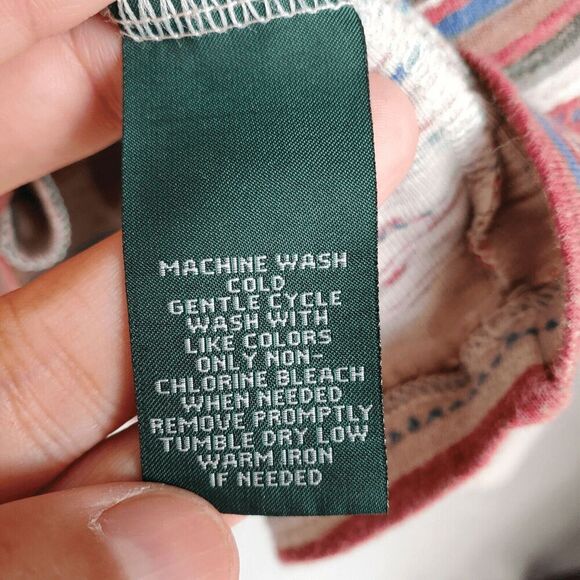 MACHINE WASH
COLD
GENTLE CYCLE
WASH WITH
LIKE COLORS
ONLY NON-
CHLORINE BLEACH
WHEN NEEDED
REMOVE PROMPTLY
TUMBLE DRY LOW
WARM IRON
IF NEEDED